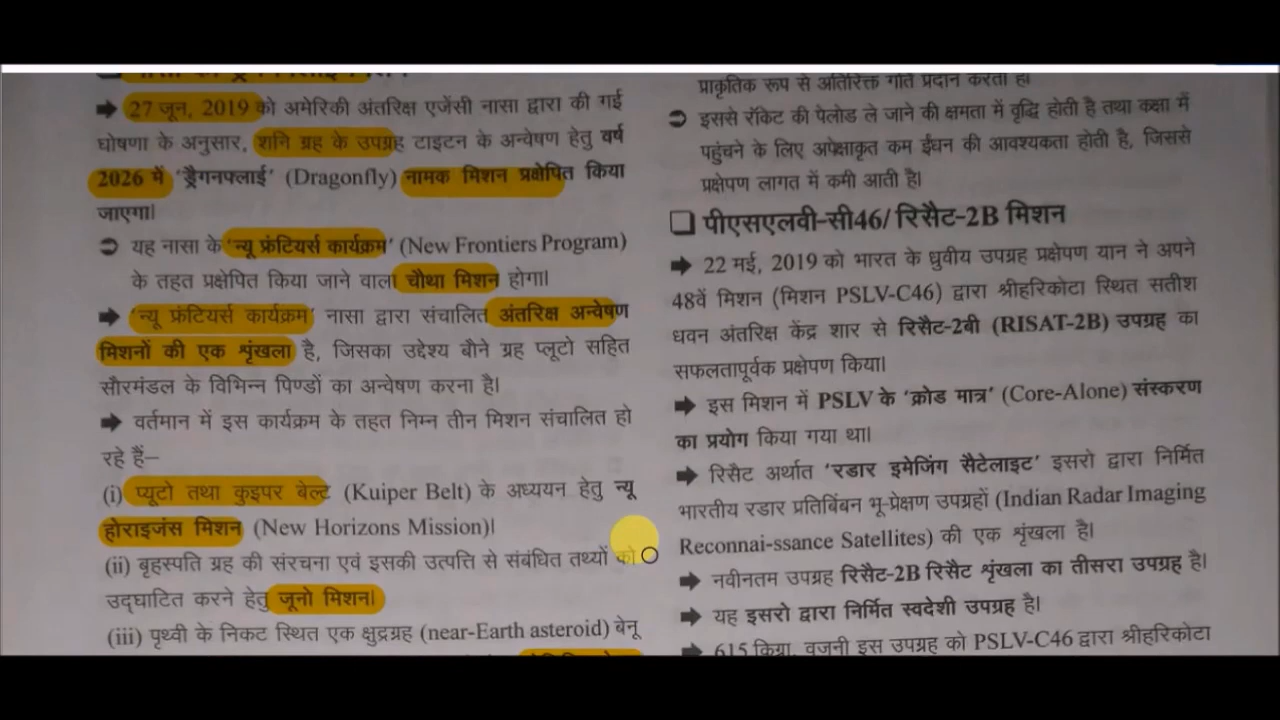 ➡ 27 जून, 2019 को अमेरिकी अंतरिक्ष एजेंसी नासा द्वारा की गई
घोषणा के अनुसार, शनि ग्रह के उपग्रह टाइटन के अन्वेषण हेतु वर्ष
2026 में 'ड्रैगनफ्लाई' (Dragonfly) नामक मिशन प्रक्षेपित किया
जाएगा।
➲ यह नासा के 'न्यू फ्रंटियर्स कार्यक्रम' (New Frontiers Program)
के तहत प्रक्षेपित किया जाने वाला चौथा मिशन होगा।
➡ 'न्यू फ्रंटियर्स कार्यक्रम' नासा द्वारा संचालित अंतरिक्ष अन्वेषण
मिशनों की एक शृंखला है, जिसका उद्देश्य बौने ग्रह प्लूटो सहित
सौरमंडल के विभिन्न पिण्डों का अन्वेषण करना है।
➡ वर्तमान में इस कार्यक्रम के तहत निम्न तीन मिशन संचालित हो
रहे हैं–
(i) प्यूटो तथा कुइपर बेल्ट (Kuiper Belt) के अध्ययन हेतु न्यू
होराइजंस मिशन (New Horizons Mission)।
(ii) बृहस्पति ग्रह की संरचना एवं इसकी उत्पत्ति से संबंधित तथ्यों को
उद्घाटित करने हेतु जूनो मिशन।
(iii) पृथ्वी के निकट स्थित एक क्षुद्रग्रह (near-Earth asteroid) बेनू
प्राकृतिक रूप से अतिरिक्त गति प्रदान करता है।
➲ इससे रॉकेट की पेलोड ले जाने की क्षमता में वृद्धि होती है तथा कक्षा में
पहुंचने के लिए अपेक्षाकृत कम ईंधन की आवश्यकता होती है, जिससे
प्रक्षेपण लागत में कमी आती है।
❑ पीएसएलवी-सी46/ रिसैट-2B मिशन
➡ 22 मई, 2019 को भारत के ध्रुवीय उपग्रह प्रक्षेपण यान ने अपने
48वें मिशन (मिशन PSLV-C46) द्वारा श्रीहरिकोटा स्थित सतीश
धवन अंतरिक्ष केंद्र शार से रिसैट-2बी (RISAT-2B) उपग्रह का
सफलतापूर्वक प्रक्षेपण किया।
➡ इस मिशन में PSLV के 'क्रोड मात्र' (Core-Alone) संस्करण
का प्रयोग किया गया था।
➡ रिसैट अर्थात 'रडार इमेजिंग सैटेलाइट' इसरो द्वारा निर्मित
भारतीय रडार प्रतिबिंबन भू-प्रेक्षण उपग्रहों (Indian Radar Imaging
Reconnai-ssance Satellites) की एक शृंखला है।
➡ नवीनतम उपग्रह रिसैट-2B रिसैट शृंखला का तीसरा उपग्रह है।
➡ यह इसरो द्वारा निर्मित स्वदेशी उपग्रह है।
➡ 615 किग्रा. वजनी इस उपग्रह को PSLV-C46 द्वारा श्रीहरिकोटा